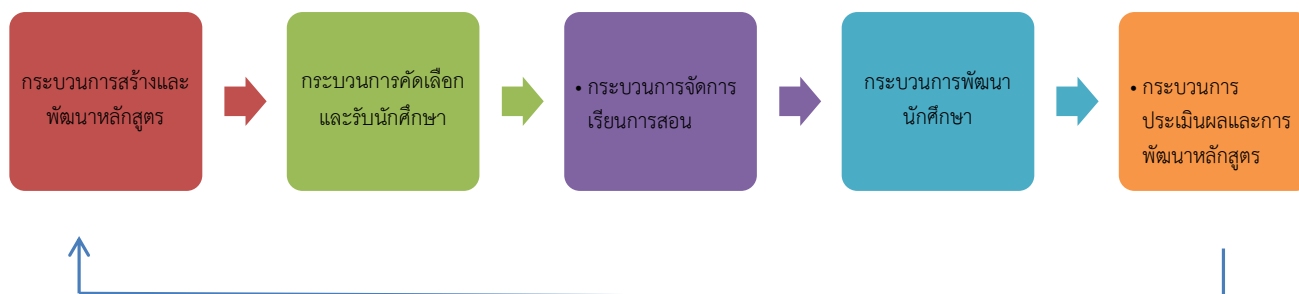 กระบวนการสร้างและ
พัฒนาหลักสูตร
กระบวนการคัดเลือก
และรับนักศึกษา
• กระบวนการจัดการ
เรียนการสอน
กระบวนการพัฒนา
นักศึกษา
• กระบวนการ
ประเมินผลและการ
พัฒนาหลักสูตร